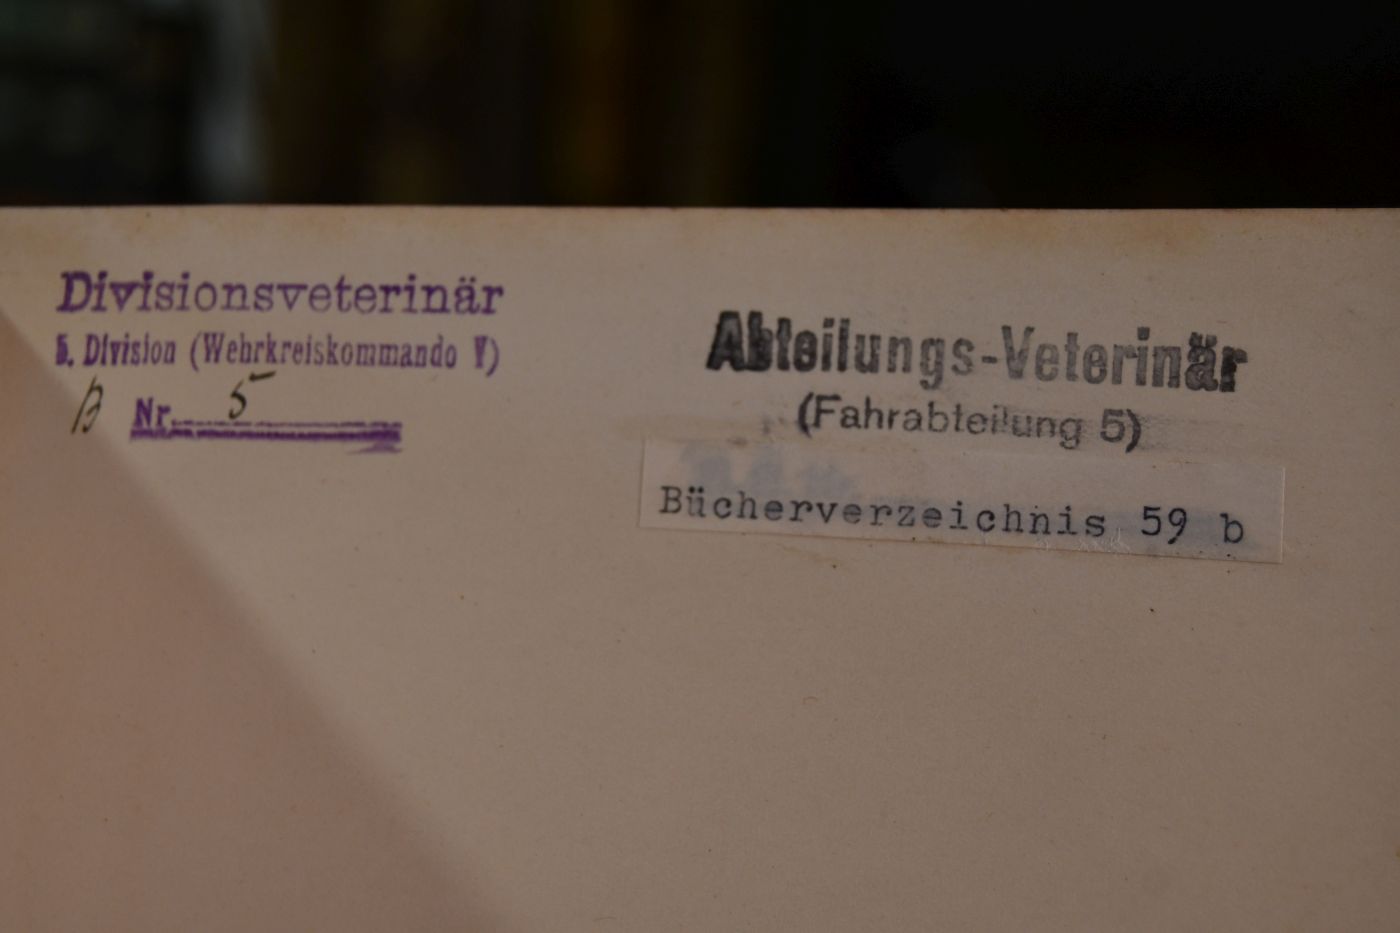 Divisionsveterinär
5. Division (Wehrkreiskommando V)
B Nr. 5
Abteilungs-Veterinär
(Fahrabteilung 5)
Bücherverzeichnis 59 b